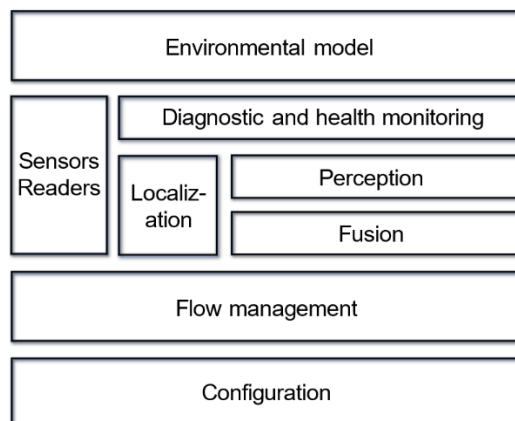 Environmental model
Diagnostic and health monitoring
Sensors
Readers
Localiz-
ation
Perception
Fusion
Flow management
Configuration